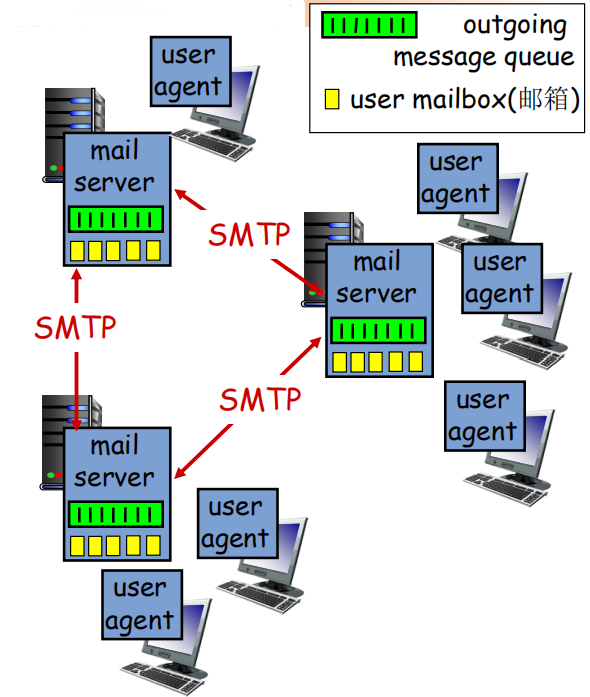 outgoing
message queue
user mailbox(邮箱)
user
agent
mail
server
SMTP
user
agent
mail
server
user
agent
SMTP
SMTP
user
agent
mail
server
user
agent
user
agent